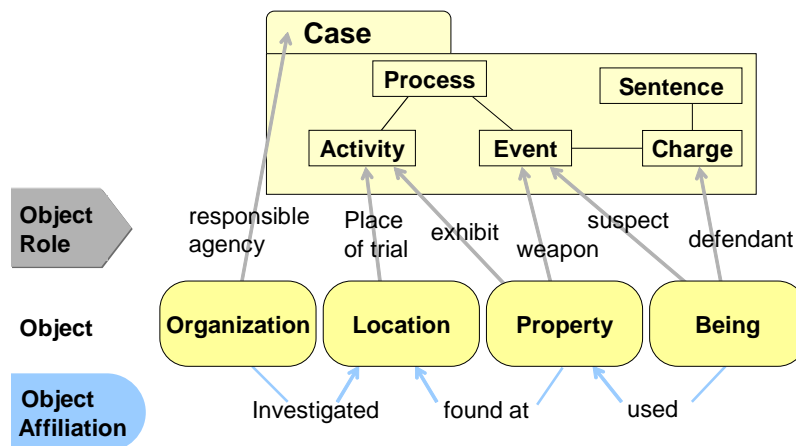 Case
Process
Sentence
Activity
Event
Charge
Object
Role
responsible
agency
Place
of trial
exhibit
weapon
suspect
defendant
Object
Organization
Location
Property
Being
Object
Affiliation
Investigated
found at
used